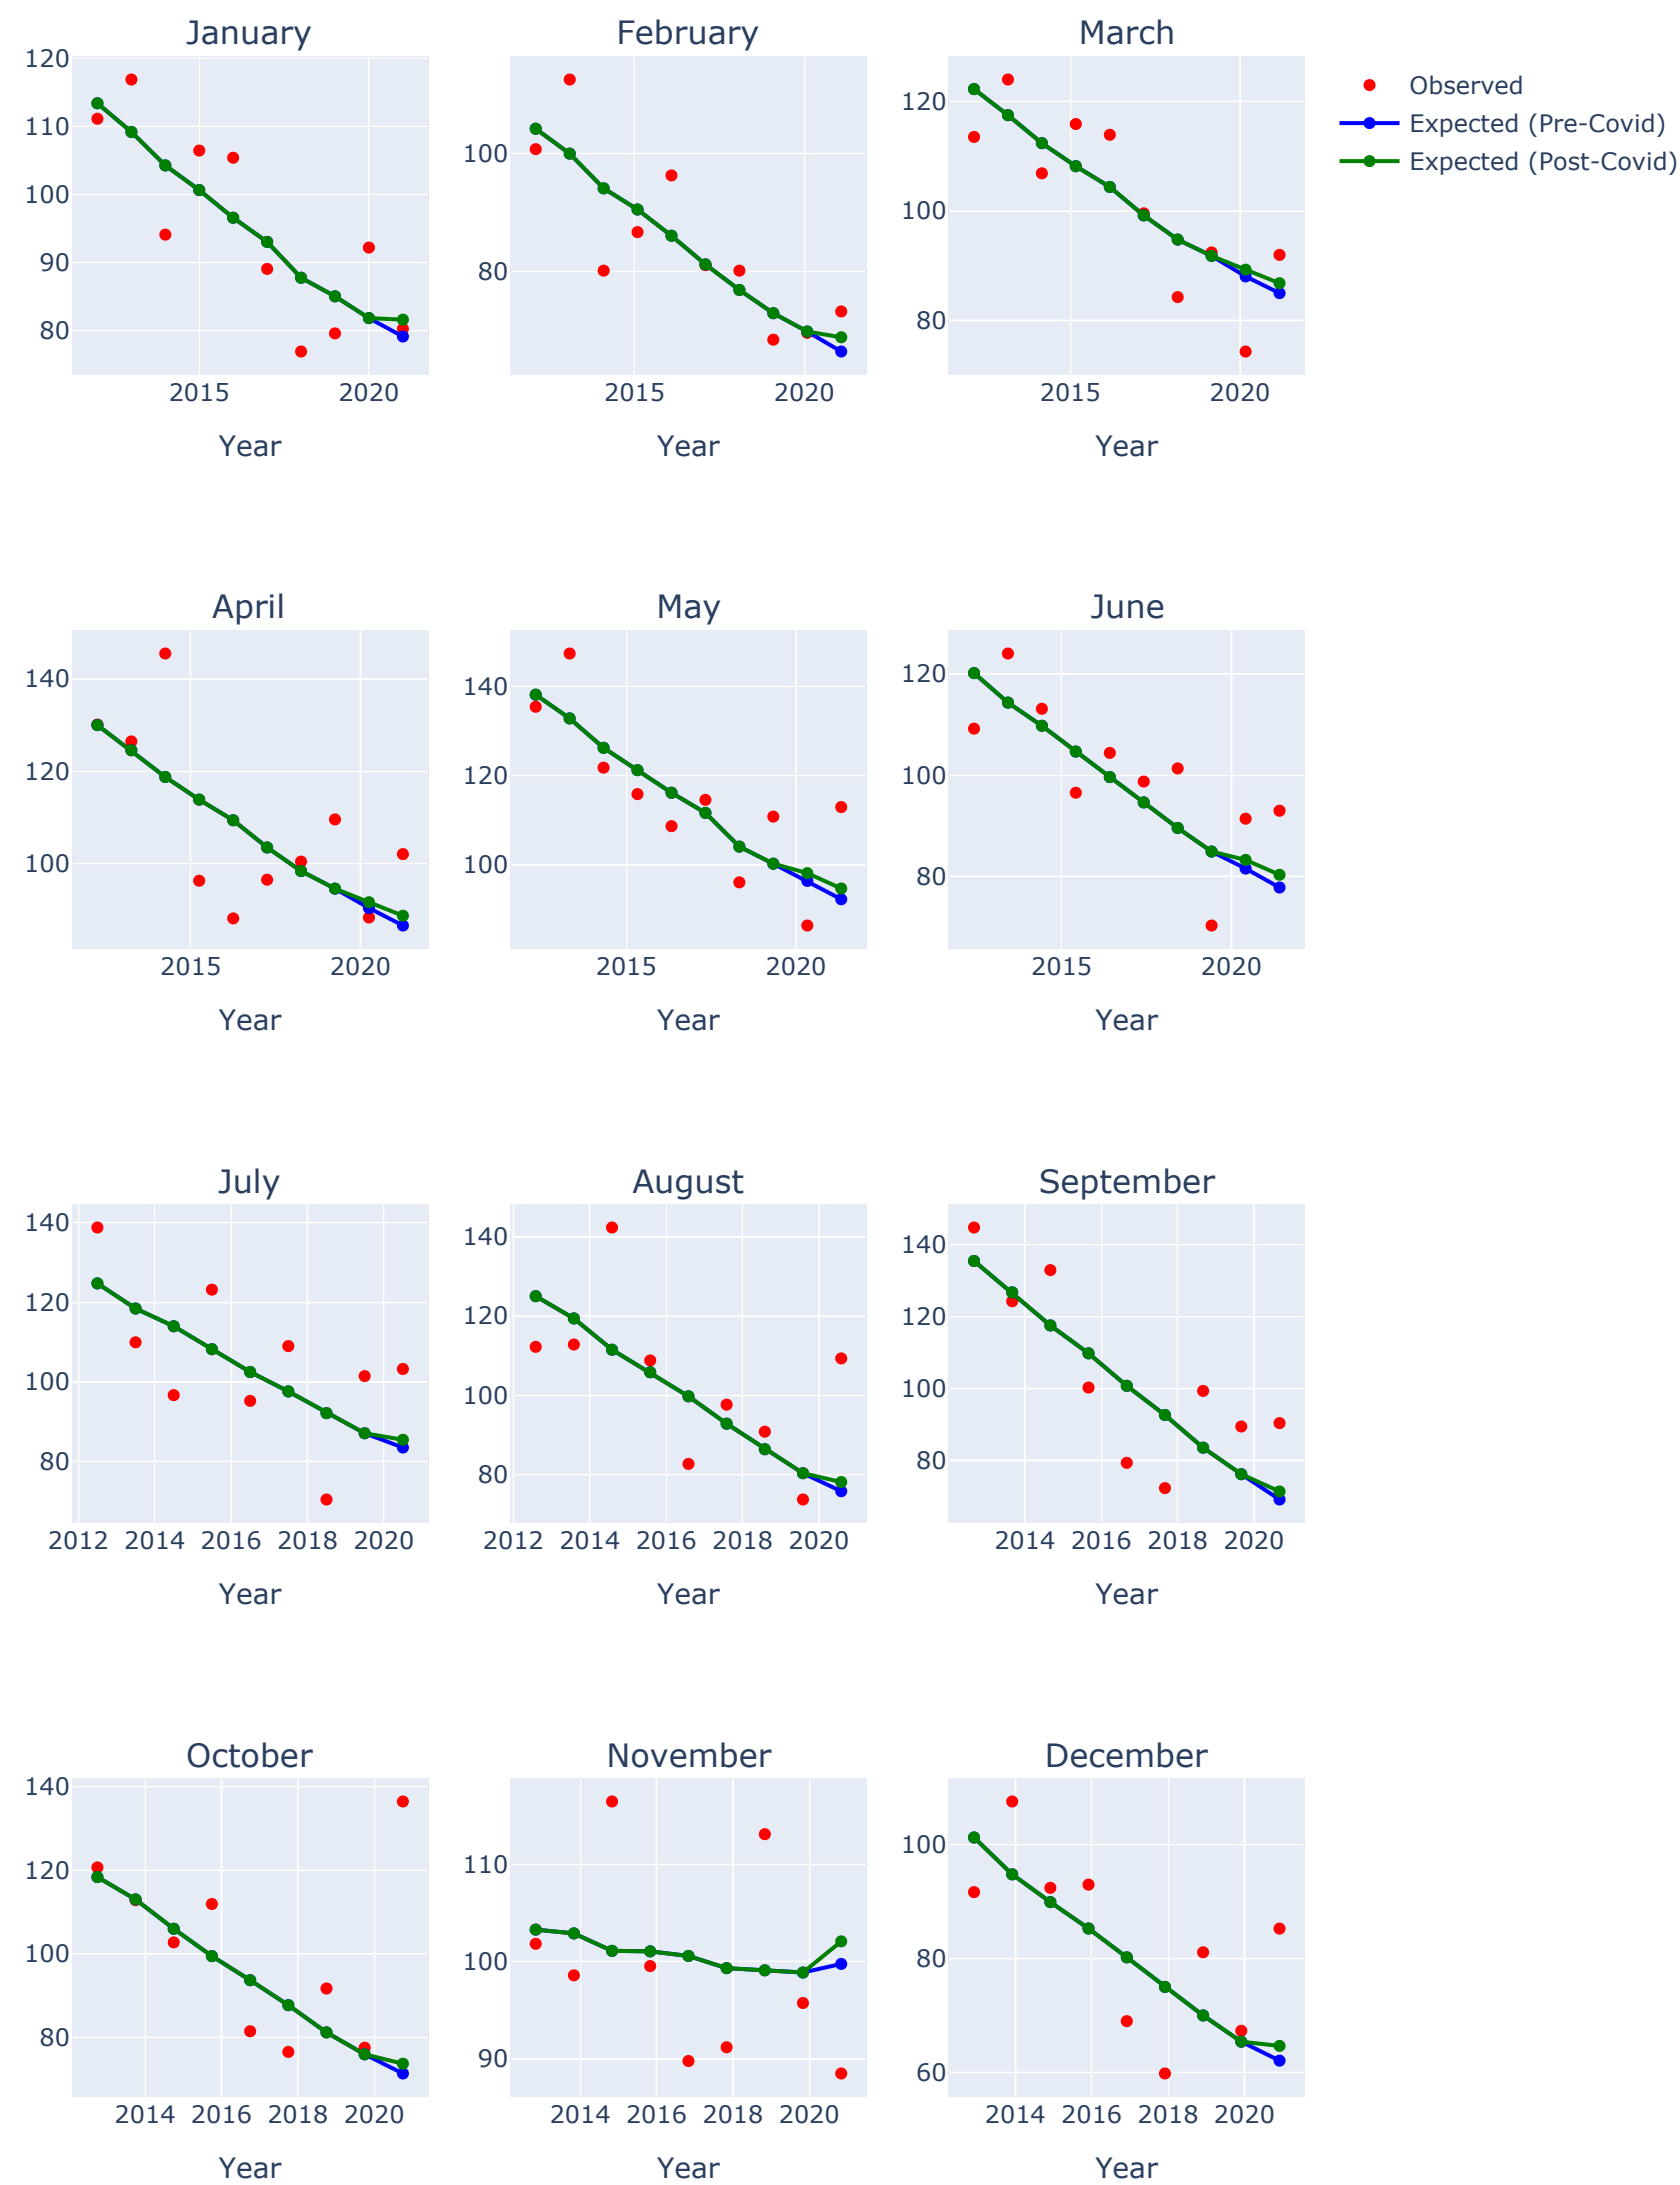 January
February
March
Observed
Expected (Pre-Covid)
Expected (Post-Covid)
120
110
100
90
80
2015
2020
Year
100
80
2015
2020
Year
120
100
80
2015
2020
Year
April
May
June
140
120
100
2015
2020
Year
140
120
100
2015
2020
Year
120
100
80
2015
2020
Year
July
August
September
140
120
100
80
2012
2014
2016
2018
2020
Year
140
120
100
80
2012
2014
2016
2018
2020
Year
140
120
100
80
2014
2016
2018
2020
Year
October
November
December
140
120
100
80
2014
2016
2018
2020
Year
110
100
90
2014
2016
2018
2020
Year
100
80
60
2014
2016
2018
2020
Year